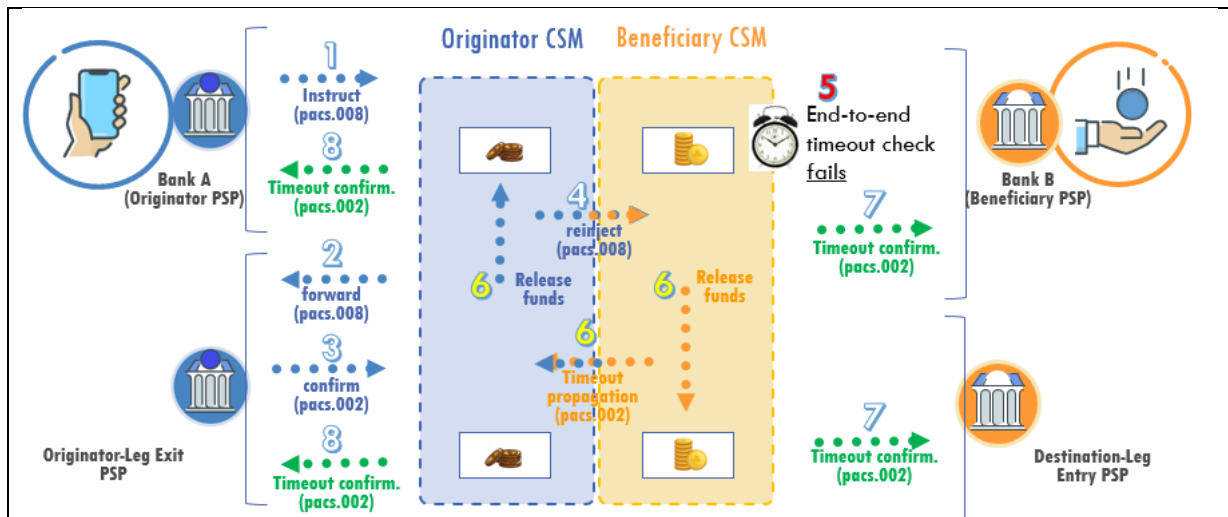 Originator CSM
Beneficiary CSM
1
Instruct
(pacs.008)
8
Timeout confirm.
(pacs.002)
Bank A
(Originator PSP)
2
forward
(pacs.008)
3
confirm
(pacs.002)
8
Timeout confirm.
(pacs.002)
Originator-Leg Exit
PSP
4
reinject
(pacs.008)
6
Release
funds
6
Release
funds
6
Timeout
propagation
(pacs.002)
5
End-to-end
timeout check
fails
7
Timeout confirm.
(pacs.002)
Bank B
(Beneficiary PSP)
7
Timeout confirm.
(pacs.002)
Destination-Leg
Entry PSP